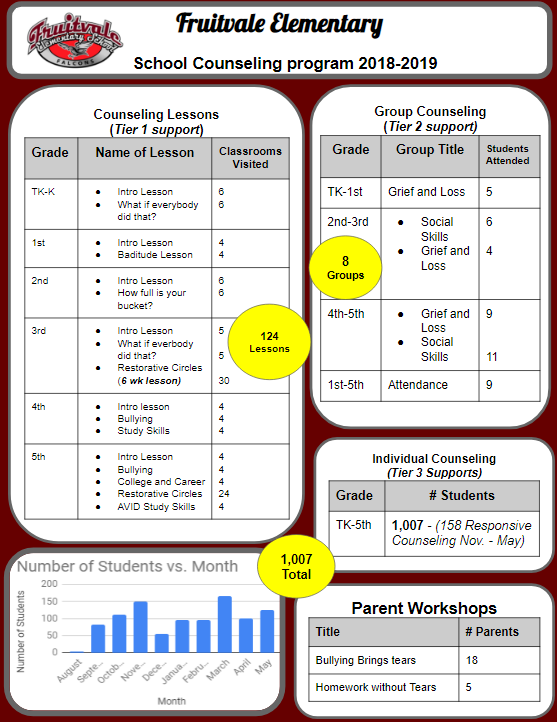 Fruitvale
Elementary School
FALCONS
Fruitvale Elementary
School Counseling program 2018-2019
Counseling Lessons
(Tier 1 support)
Grade Name of Lesson Classrooms
Visited
TK-K ● Intro Lesson 6
● What if everybody 6
did that?
1st ● Intro Lesson 4
● Baditude Lesson 4
2nd ● Intro Lesson 6
● How full is your 6
bucket?
3rd ● Intro Lesson 5
● What if everbody
did that? 5
● Restorative Circles
(6 wk lesson) 30
4th ● Intro lesson 4
● Bullying 4
● Study Skills 4
5th ● Intro Lesson 4
● Bullying 4
● College and Career 4
● Restorative Circles 24
● AVID Study Skills 4
124
Lessons
Group Counseling
(Tier 2 support)
Grade Group Title Students
Attended
TK-1st Grief and Loss 5
2nd-3rd ● Social 6
Skills
● Grief and 4
Loss
4th-5th ● Grief and 9
Loss
● Social
Skills 11
1st-5th Attendance 9
8
Groups
Individual Counseling
(Tier 3 Supports)
Grade # Students
TK-5th 1,007 - (158 Responsive
Counseling Nov. - May)
1,007
Total
Number of Students vs. Month
Number of Students
200
150
100
50
0
August
Septe...
Octob...
Nove...
Dece...
Janua...
Febru...
March
April
May
Month
Parent Workshops
Title # Parents
Bullying Brings tears 18
Homework without Tears 5